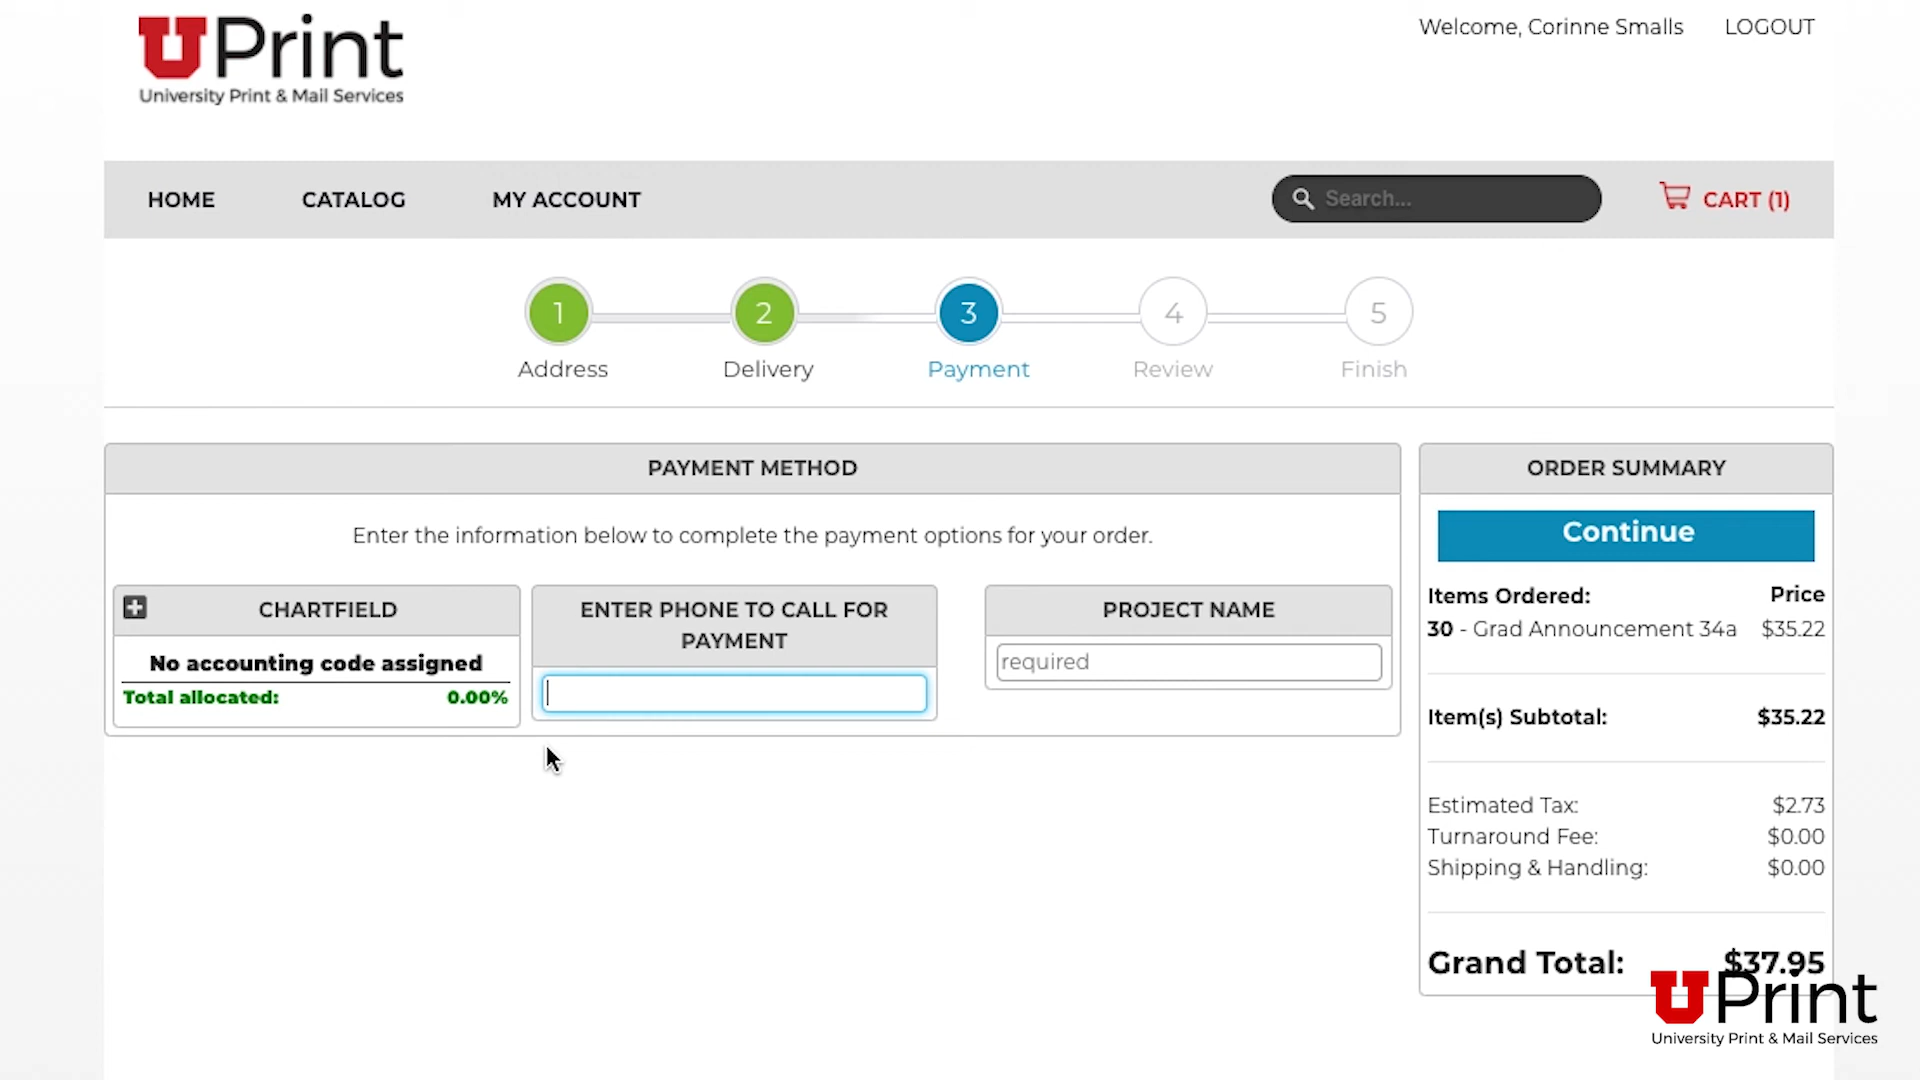 UPrint
University Print & Mail Services
Welcome, Corinne Smalls LOGOUT
HOME CATALOG MY ACCOUNT Search... CART (1)
1 2 3 4 5
Address Delivery Payment Review Finish
PAYMENT METHOD
Enter the information below to complete the payment options for your order.
CHARTFIELD
No accounting code assigned
Total allocated: 0.00%
ENTER PHONE TO CALL FOR
PAYMENT
PROJECT NAME
required
ORDER SUMMARY
Continue
Items Ordered: Price
30 - Grad Announcement 34a $35.22
Item(s) Subtotal: $35.22
Estimated Tax: $2.73
Turnaround Fee: $0.00
Shipping & Handling: $0.00
Grand Total: $37.95
UPrint
University Print & Mail Services